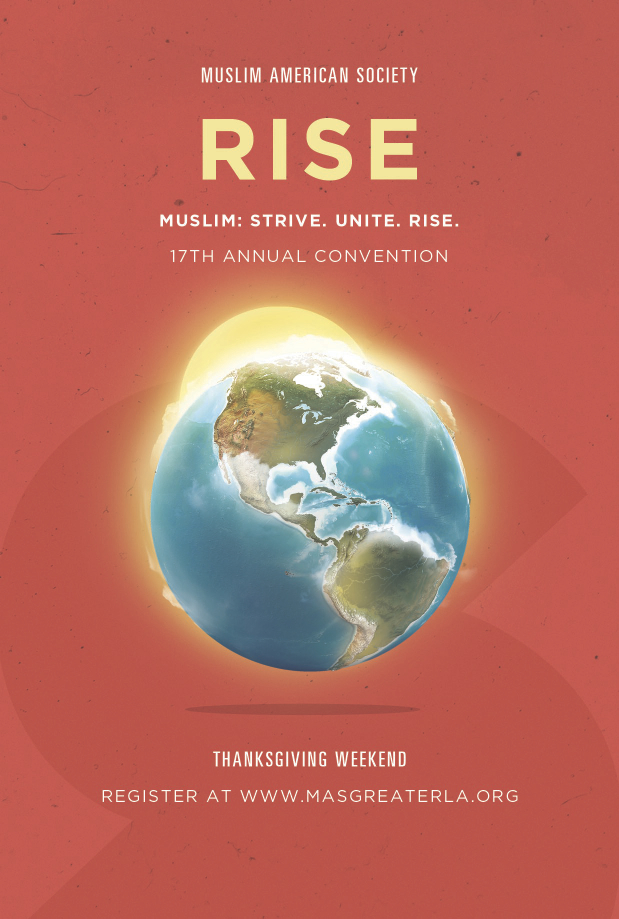 MUSLIM AMERICAN SOCIETY
RISE
MUSLIM: STRIVE. UNITE. RISE.
17TH ANNUAL CONVENTION
THANKSGIVING WEEKEND
REGISTER AT WWW.MASGREATERLA.ORG